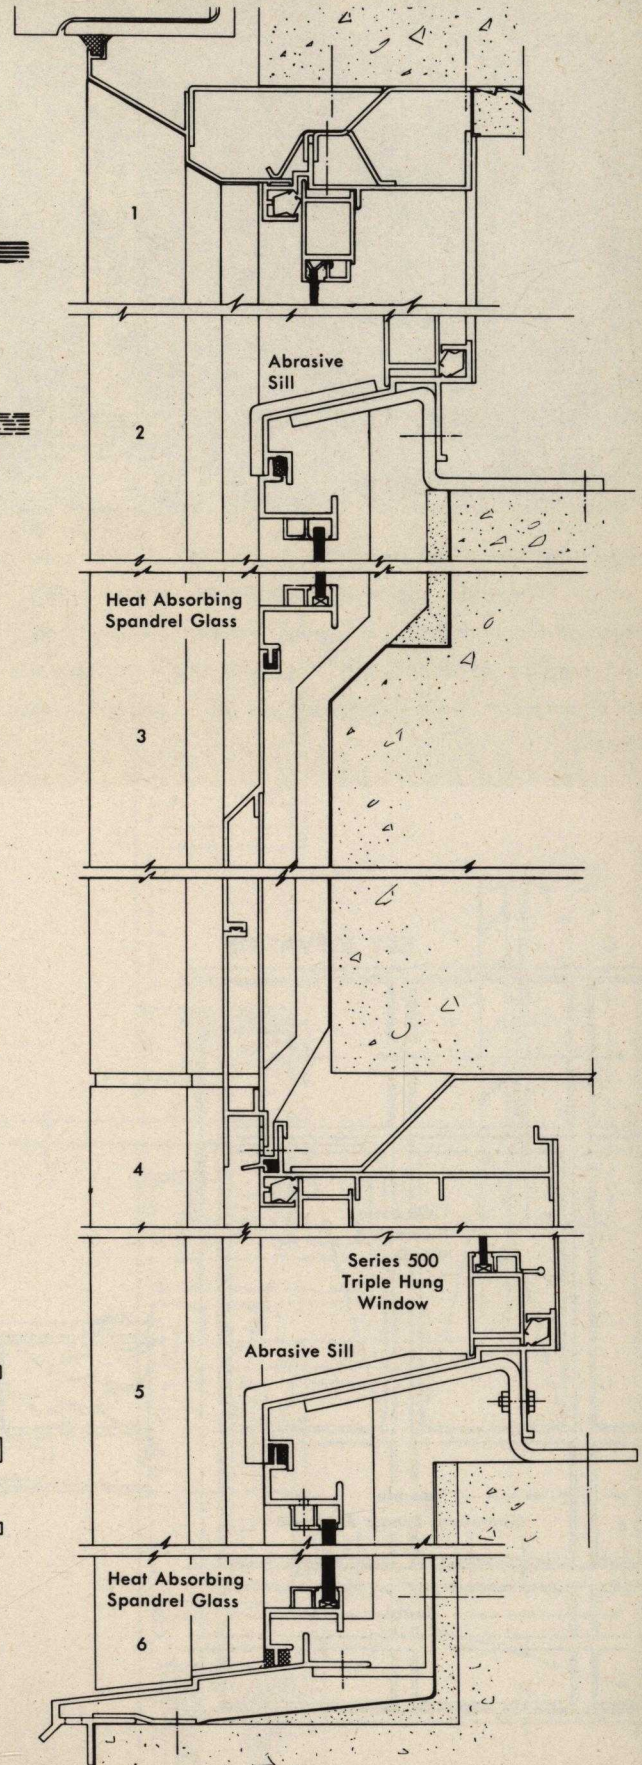 1
Abrasive
Sill
2
Heat Absorbing
Spandrel Glass
3
4
Series 500
Triple Hung
Window
Abrasive Sill
5
Heat Absorbing
Spandrel Glass
6